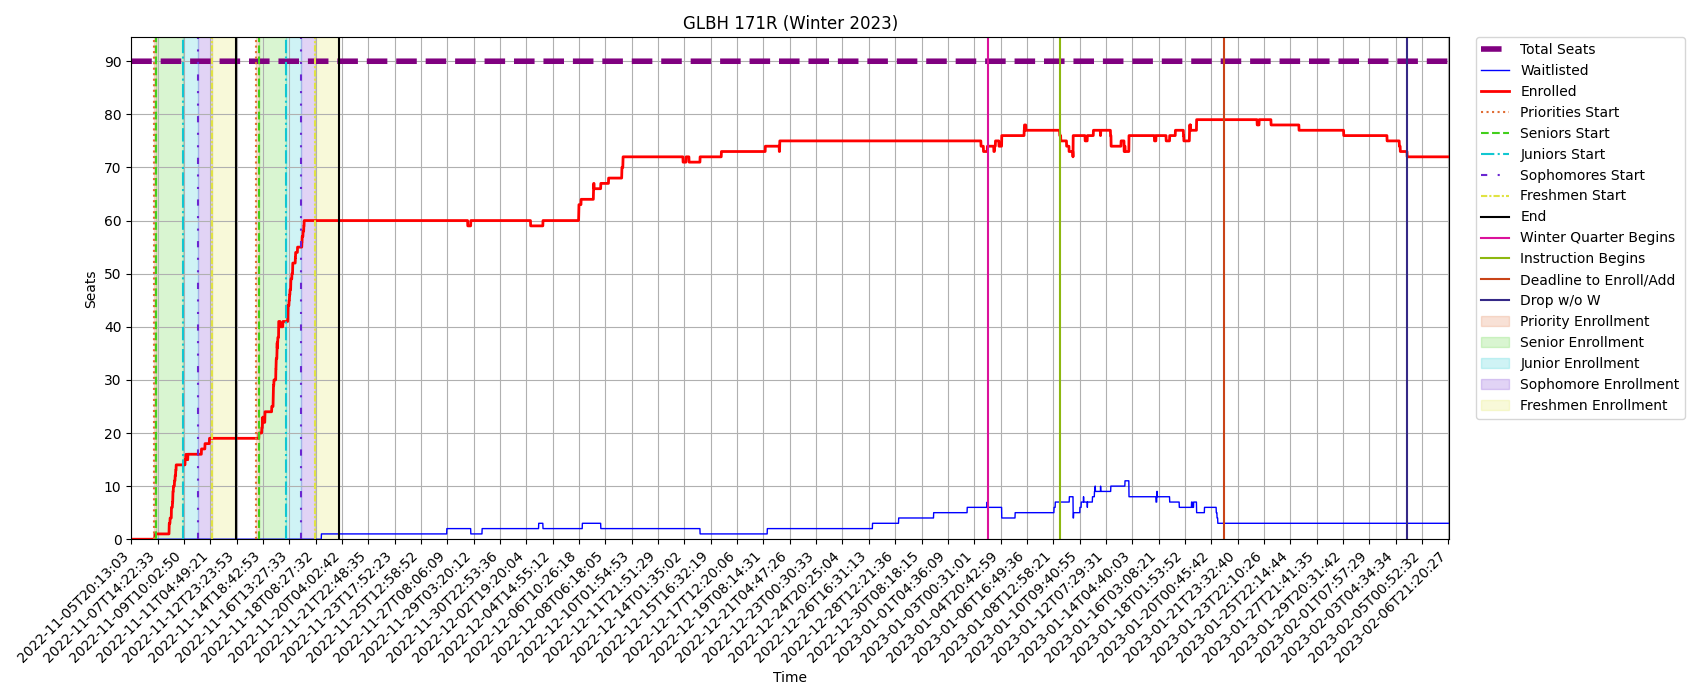 GLBH 171R (Winter 2023)
Seats
90
80
70
60
50
40
30
20
10
0
2022-11-05T20:13:03
2022-11-07T14:22:33
2022-11-09T10:02:50
2022-11-11T04:49:21
2022-11-12T23:23:53
2022-11-14T18:42:53
2022-11-16T13:27:33
2022-11-18T08:27:32
2022-11-20T04:02:42
2022-11-21T22:48:35
2022-11-23T17:52:23
2022-11-25T12:58:52
2022-11-27T08:06:09
2022-11-29T03:20:12
2022-11-30T22:53:36
2022-12-02T19:20:04
2022-12-04T14:55:12
2022-12-06T10:26:18
2022-12-08T06:18:05
2022-12-10T01:54:53
2022-12-11T21:51:29
2022-12-14T01:35:02
2022-12-15T16:32:19
2022-12-17T12:20:06
2022-12-19T08:14:31
2022-12-21T04:47:26
2022-12-23T00:30:33
2022-12-24T20:25:04
2022-12-26T16:31:13
2022-12-28T12:21:36
2022-12-30T08:18:15
2023-01-01T04:36:09
2023-01-03T00:31:01
2023-01-04T20:42:59
2023-01-06T16:49:36
2023-01-08T12:58:21
2023-01-10T09:40:55
2023-01-12T07:29:31
2023-01-14T04:40:03
2023-01-16T03:08:21
2023-01-18T01:53:52
2023-01-20T00:45:42
2023-01-21T23:32:40
2023-01-23T22:10:26
2023-01-25T22:14:44
2023-01-27T21:41:35
2023-01-29T20:31:42
2023-02-01T07:57:29
2023-02-03T04:34:34
2023-02-05T00:52:32
2023-02-06T21:20:27
Time
Total Seats
Waitlisted
Enrolled
Priorities Start
Seniors Start
Juniors Start
Sophomores Start
Freshmen Start
End
Winter Quarter Begins
Instruction Begins
Deadline to Enroll/Add
Drop w/o W
Priority Enrollment
Senior Enrollment
Junior Enrollment
Sophomore Enrollment
Freshmen Enrollment